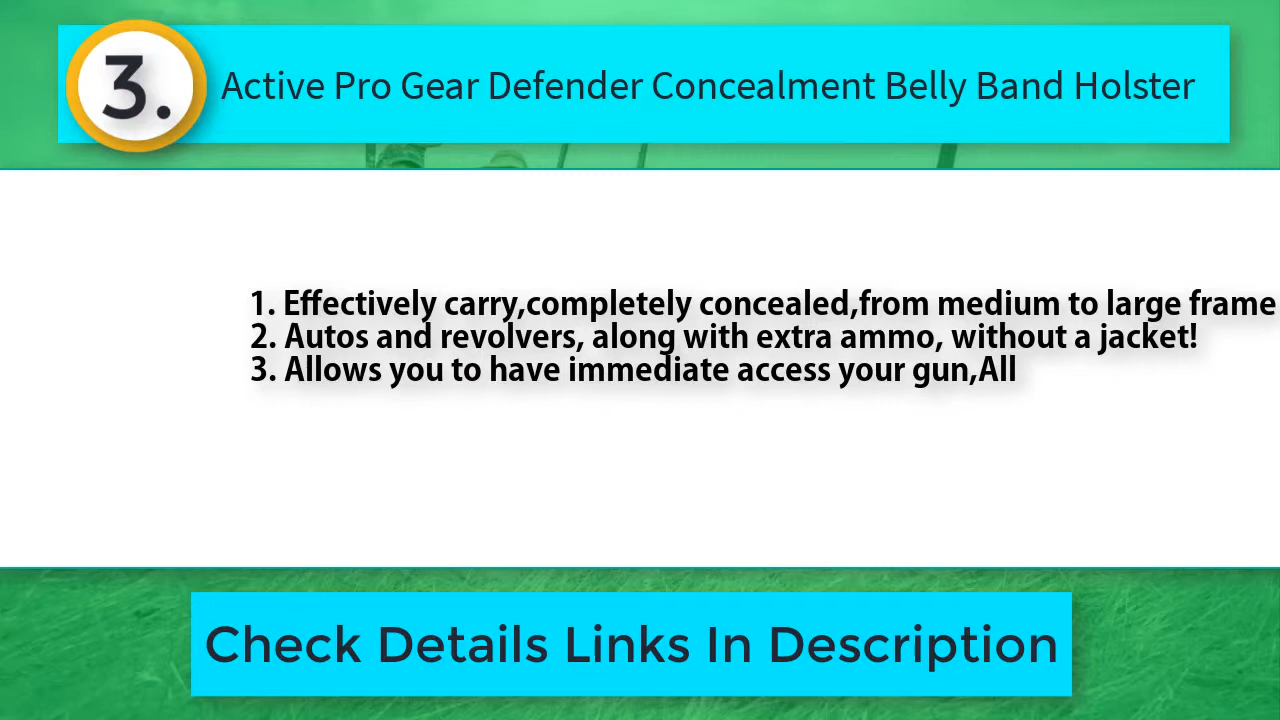 3.
Active Pro Gear Defender Concealment Belly Band Holster
1. Effectively carry,completely concealed,from medium to large frame
2. Autos and revolvers, along with extra ammo, without a jacket!
3. Allows you to have immediate access your gun,All
Check Details Links In Description